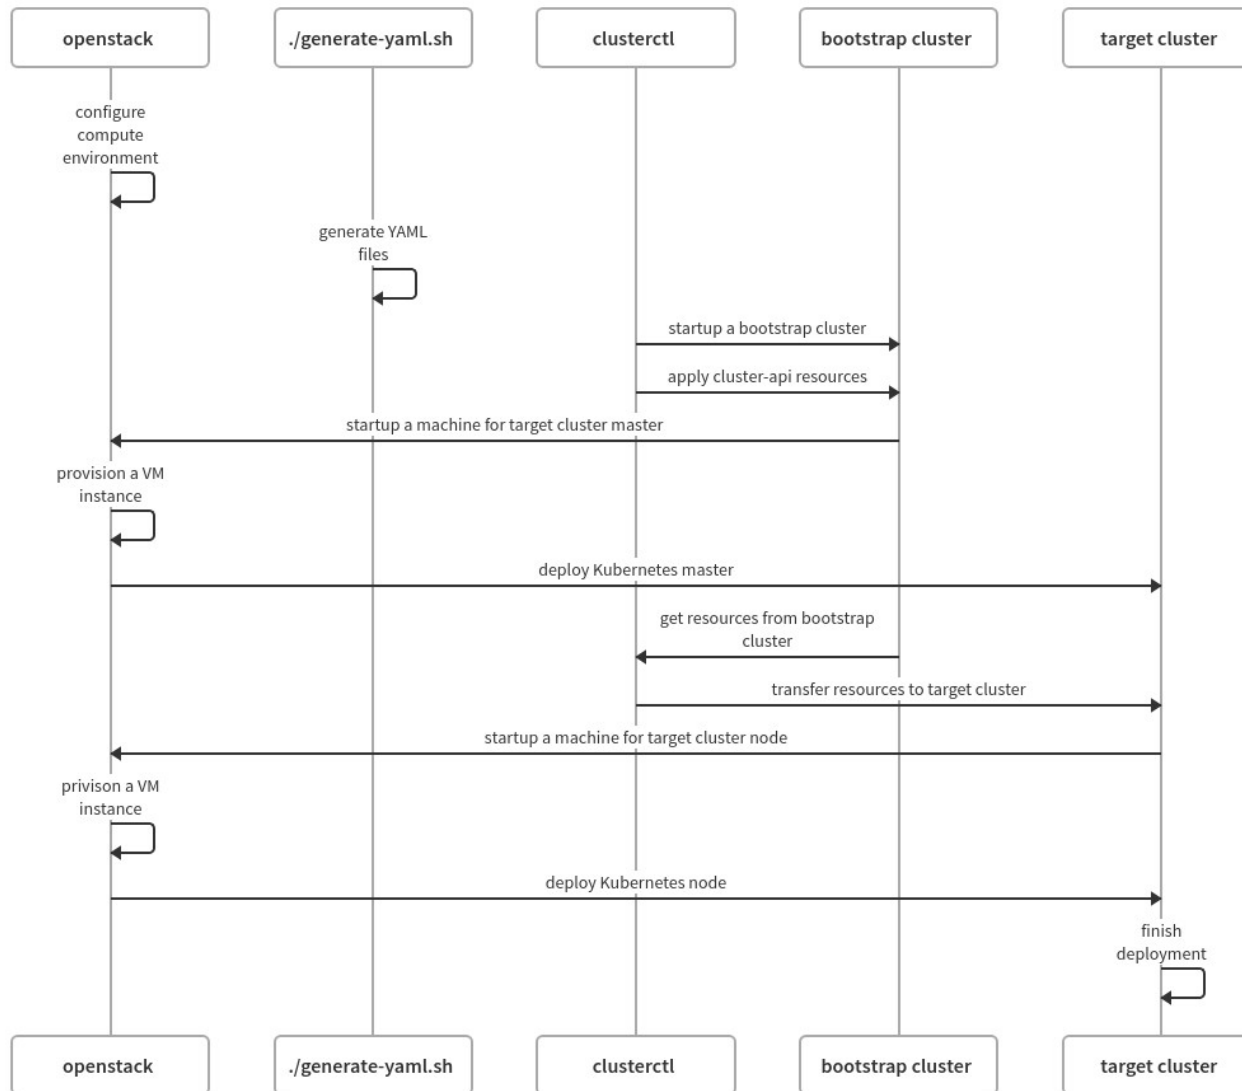 openstack
./generate-yaml.sh
clusterctl
bootstrap cluster
target cluster
configure
compute
environment
generate YAML
files
startup a bootstrap cluster
apply cluster-api resources
startup a machine for target cluster master
provision a VM
instance
deploy Kubernetes master
get resources from bootstrap
cluster
transfer resources to target cluster
startup a machine for target cluster node
privison a VM
instance
deploy Kubernetes node
finish
deployment
openstack
./generate-yaml.sh
clusterctl
bootstrap cluster
target cluster